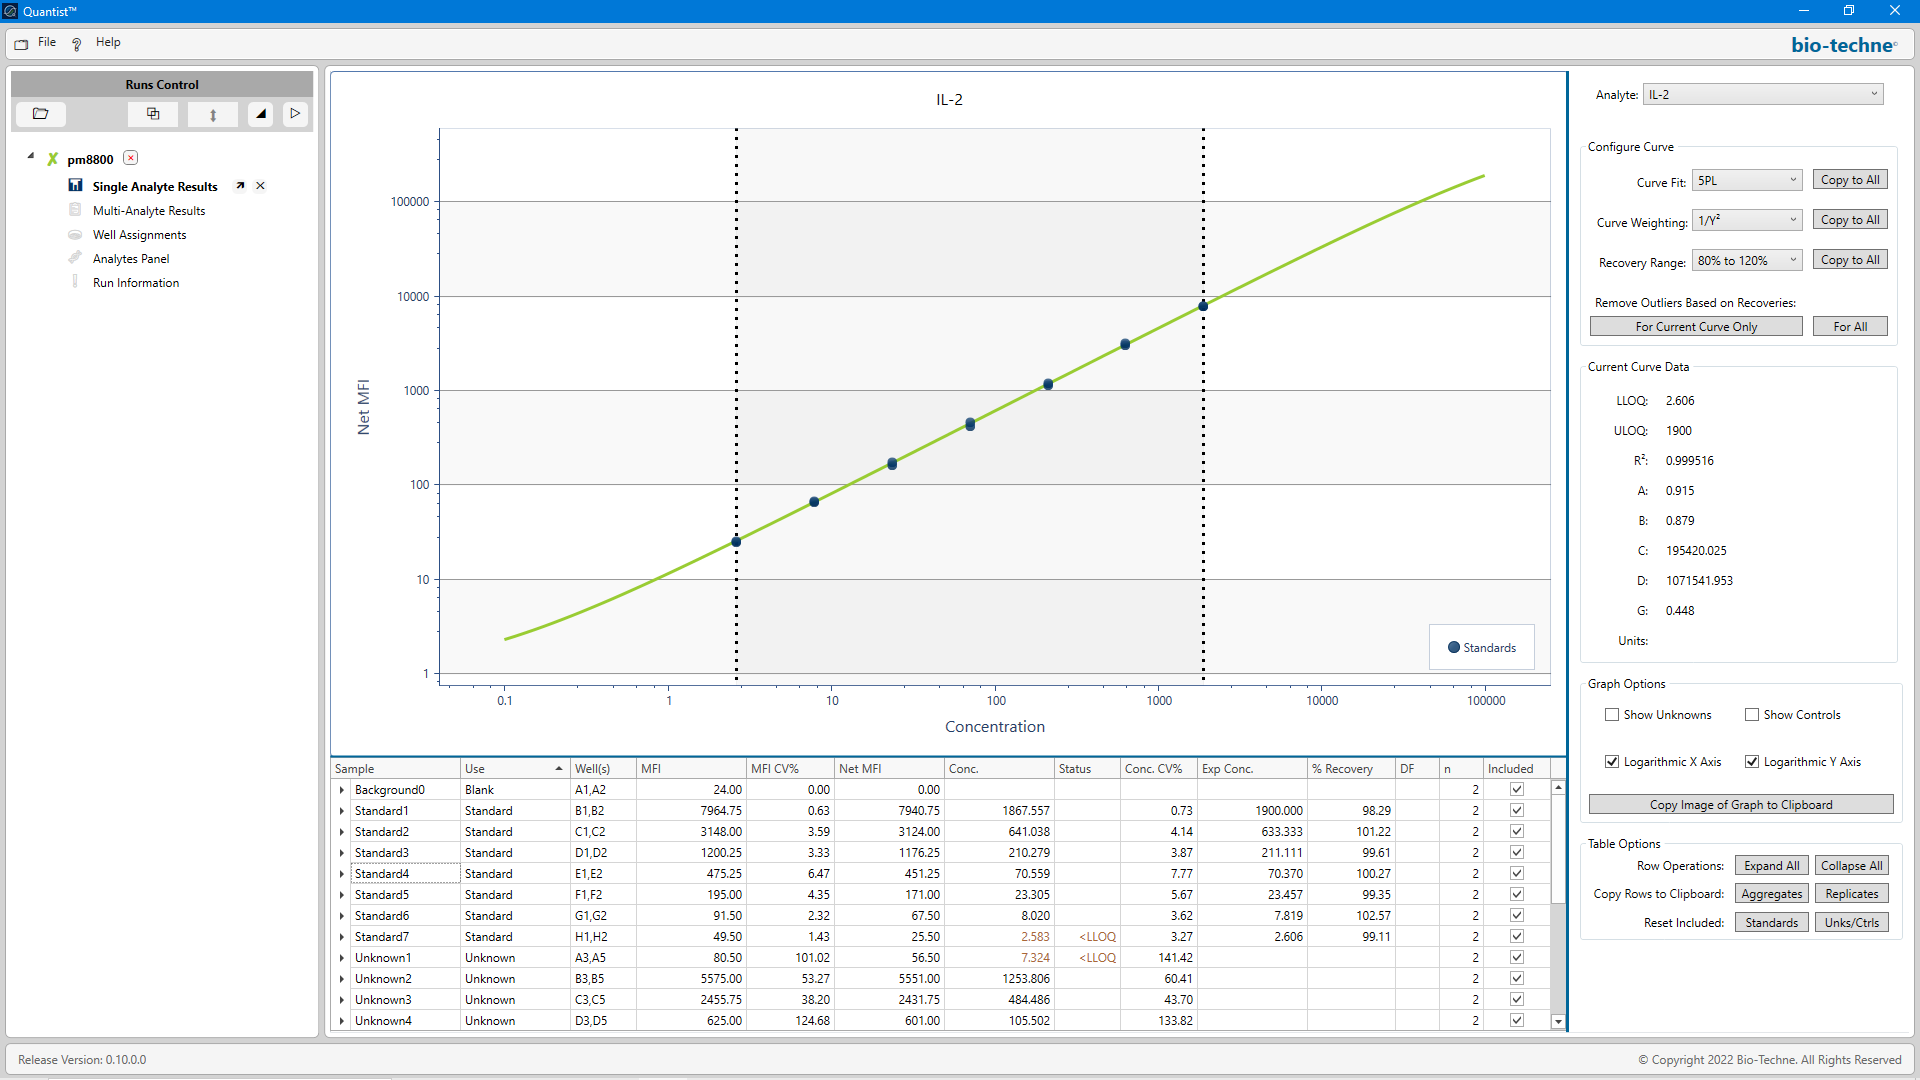 Quantist™
File
Help
bio-techne®
Runs Control
pm8800
Single Analyte Results
Multi-Analyte Results
Well Assignments
Analytes Panel
Run Information
IL-2
Net MFI
100000
10000
1000
100
10
1
0.1 1 10 100 1000 10000 100000
Concentration
Standards
Analyte: IL-2
Configure Curve
Curve Fit: 5PL Copy to All
Curve Weighting: 1/Y² Copy to All
Recovery Range: 80% to 120% Copy to All
Remove Outliers Based on Recoveries:
For Current Curve Only For All
Current Curve Data
LLOQ: 2.606
ULOQ: 1900
R²: 0.999516
A: 0.915
B: 0.879
C: 195420.025
D: 1071541.953
G: 0.448
Units:
Graph Options
Show Unknowns Show Controls
Logarithmic X Axis Logarithmic Y Axis
Copy Image of Graph to Clipboard
Table Options
Row Operations: Expand All Collapse All
Copy Rows to Clipboard: Aggregates Replicates
Reset Included: Standards Unks/Ctrls
Sample Use Well(s) MFI MFI CV% Net MFI Conc. Status Conc. CV% Exp Conc. % Recovery DF n Included
Background0 Blank A1,A2 24.00 0.00 0.00 2
Standard1 Standard B1,B2 7964.75 0.63 7940.75 1867.557 0.73 1900.000 98.29 2
Standard2 Standard C1,C2 3148.00 3.59 3124.00 641.038 4.14 633.333 101.22 2
Standard3 Standard D1,D2 1200.25 3.33 1176.25 210.279 3.87 211.111 99.61 2
Standard4 Standard E1,E2 475.25 6.47 451.25 70.559 7.77 70.370 100.27 2
Standard5 Standard F1,F2 195.00 4.35 171.00 23.305 5.67 23.457 99.35 2
Standard6 Standard G1,G2 91.50 2.32 67.50 8.020 3.62 7.819 102.57 2
Standard7 Standard H1,H2 49.50 1.43 25.50 2.583 <LLOQ 3.27 2.606 99.11 2
Unknown1 Unknown A3,A5 80.50 101.02 56.50 7.324 <LLOQ 141.42 2
Unknown2 Unknown B3,B5 5575.00 53.27 5551.00 1253.806 60.41 2
Unknown3 Unknown C3,C5 2455.75 38.20 2431.75 484.486 43.70 2
Unknown4 Unknown D3,D5 625.00 124.68 601.00 105.502 133.82 2
Release Version: 0.10.0.0
© Copyright 2022 Bio-Techne. All Rights Reserved